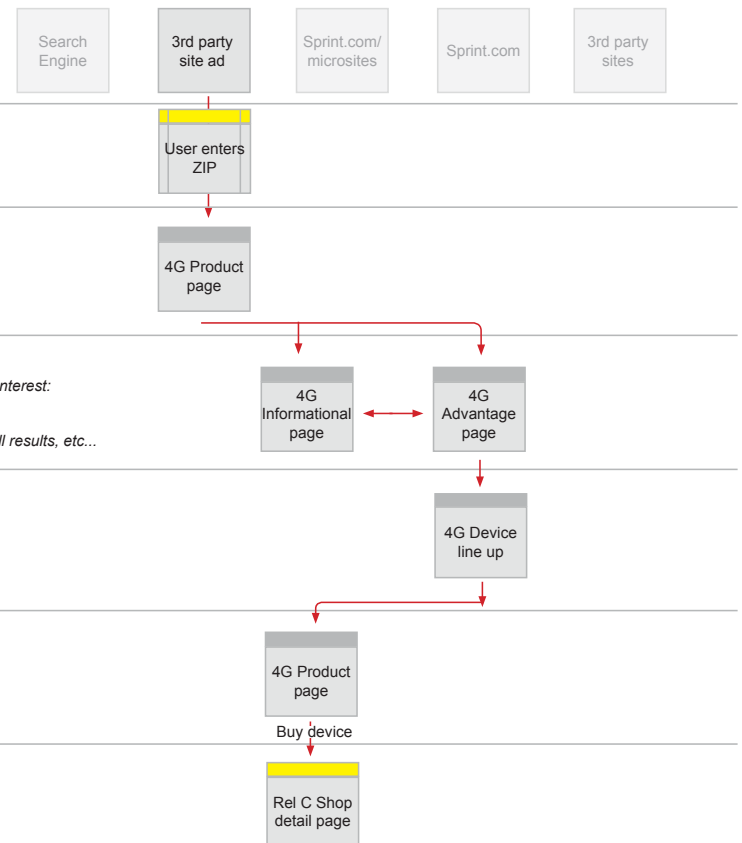 Search
Engine
3rd party
site ad
Sprint.com/
microsites
Sprint.com
3rd party
sites
User enters
ZIP
4G Product
page
nterest:
ll results, etc...
4G
Informational
page
4G
Advantage
page
4G Device
line up
4G Product
page
Buy device
Rel C Shop
detail page